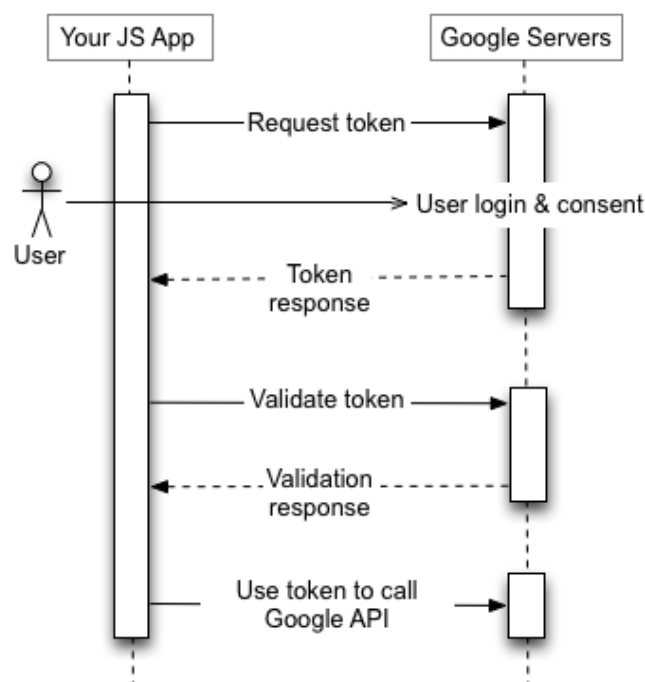 Your JS App
Google Servers
Request token
User login & consent
User
Token
response
Validate token
Validation
response
Use token to call
Google API